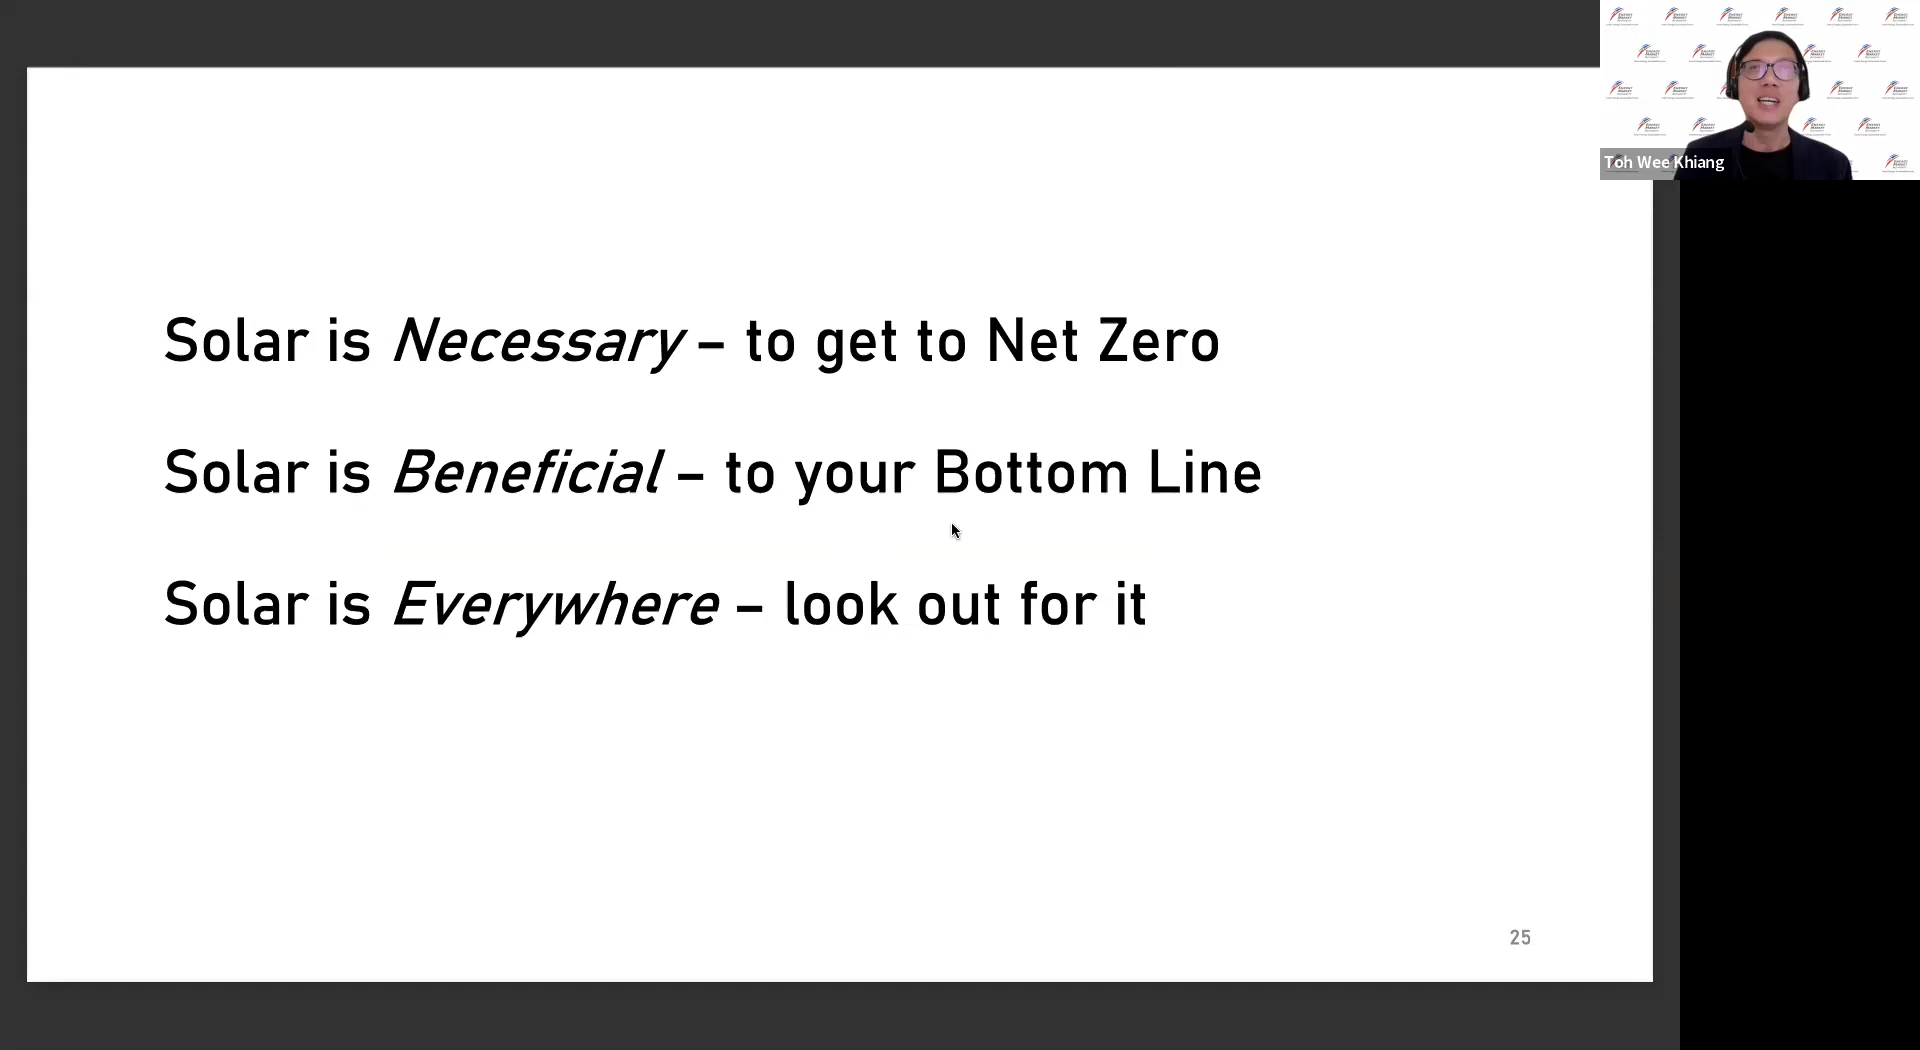 Toh Wee Khiang
Solar is Necessary – to get to Net Zero
Solar is Beneficial – to your Bottom Line
Solar is Everywhere – look out for it
25